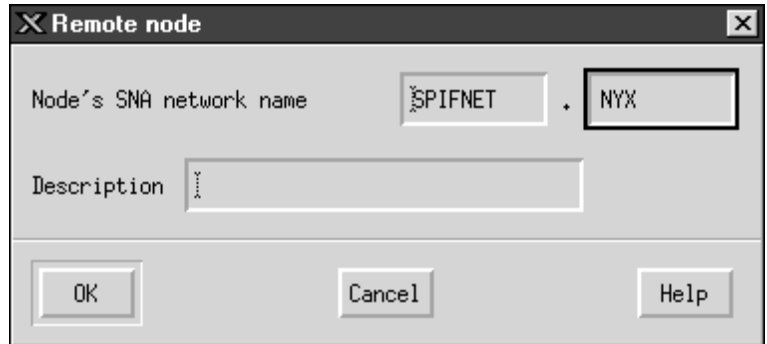 Remote node
Node's SNA network name SPIFNET . NYX
Description
OK Cancel Help